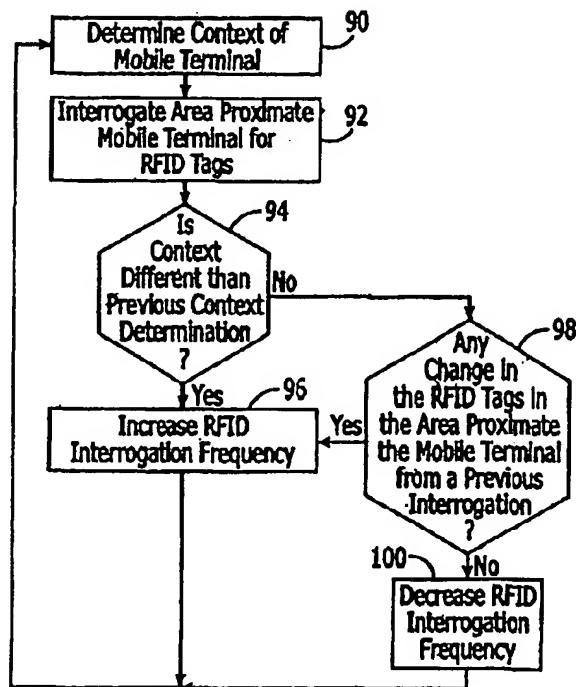 Determine Context of
Mobile Terminal
90
Interrogate Area Proximate
Mobile Terminal for
RFID Tags
92
Is
Context
Different than
Previous Context
Determination
?
94
No
Yes
Any
Change in
the RFID Tags in
the Area Proximate
the Mobile Terminal
from a Previous
Interrogation
?
98
Yes
Increase RFID
Interrogation Frequency
96
No
100
Decrease RFID
Interrogation
Frequency